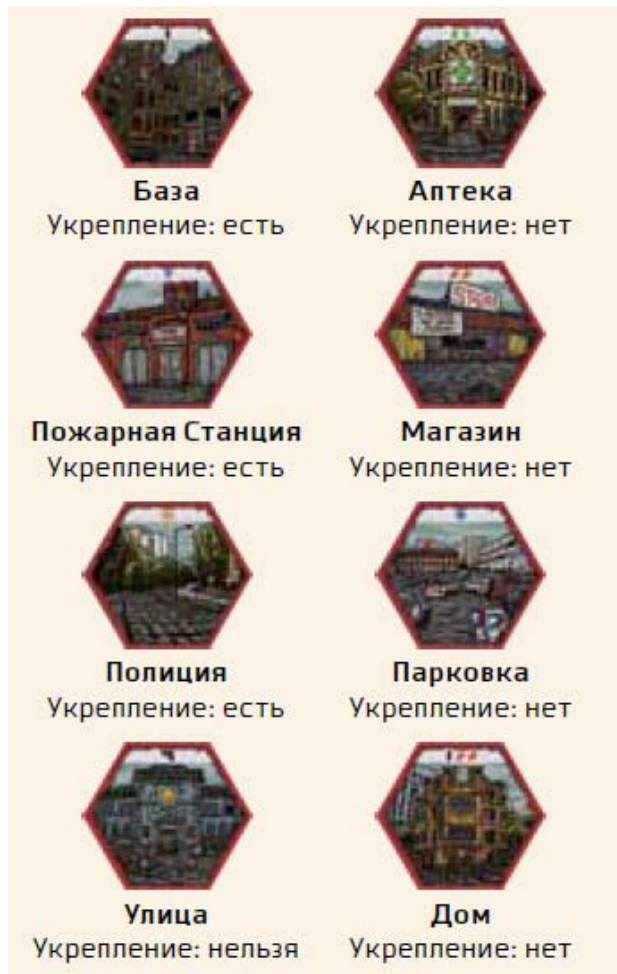 База
Укрепление: есть
Аптека
Укрепление: нет
Пожарная Станция
Укрепление: есть
Магазин
Укрепление: нет
Полиция
Укрепление: есть
Парковка
Укрепление: нет
Улица
Укрепление: нельзя
Дом
Укрепление: нет